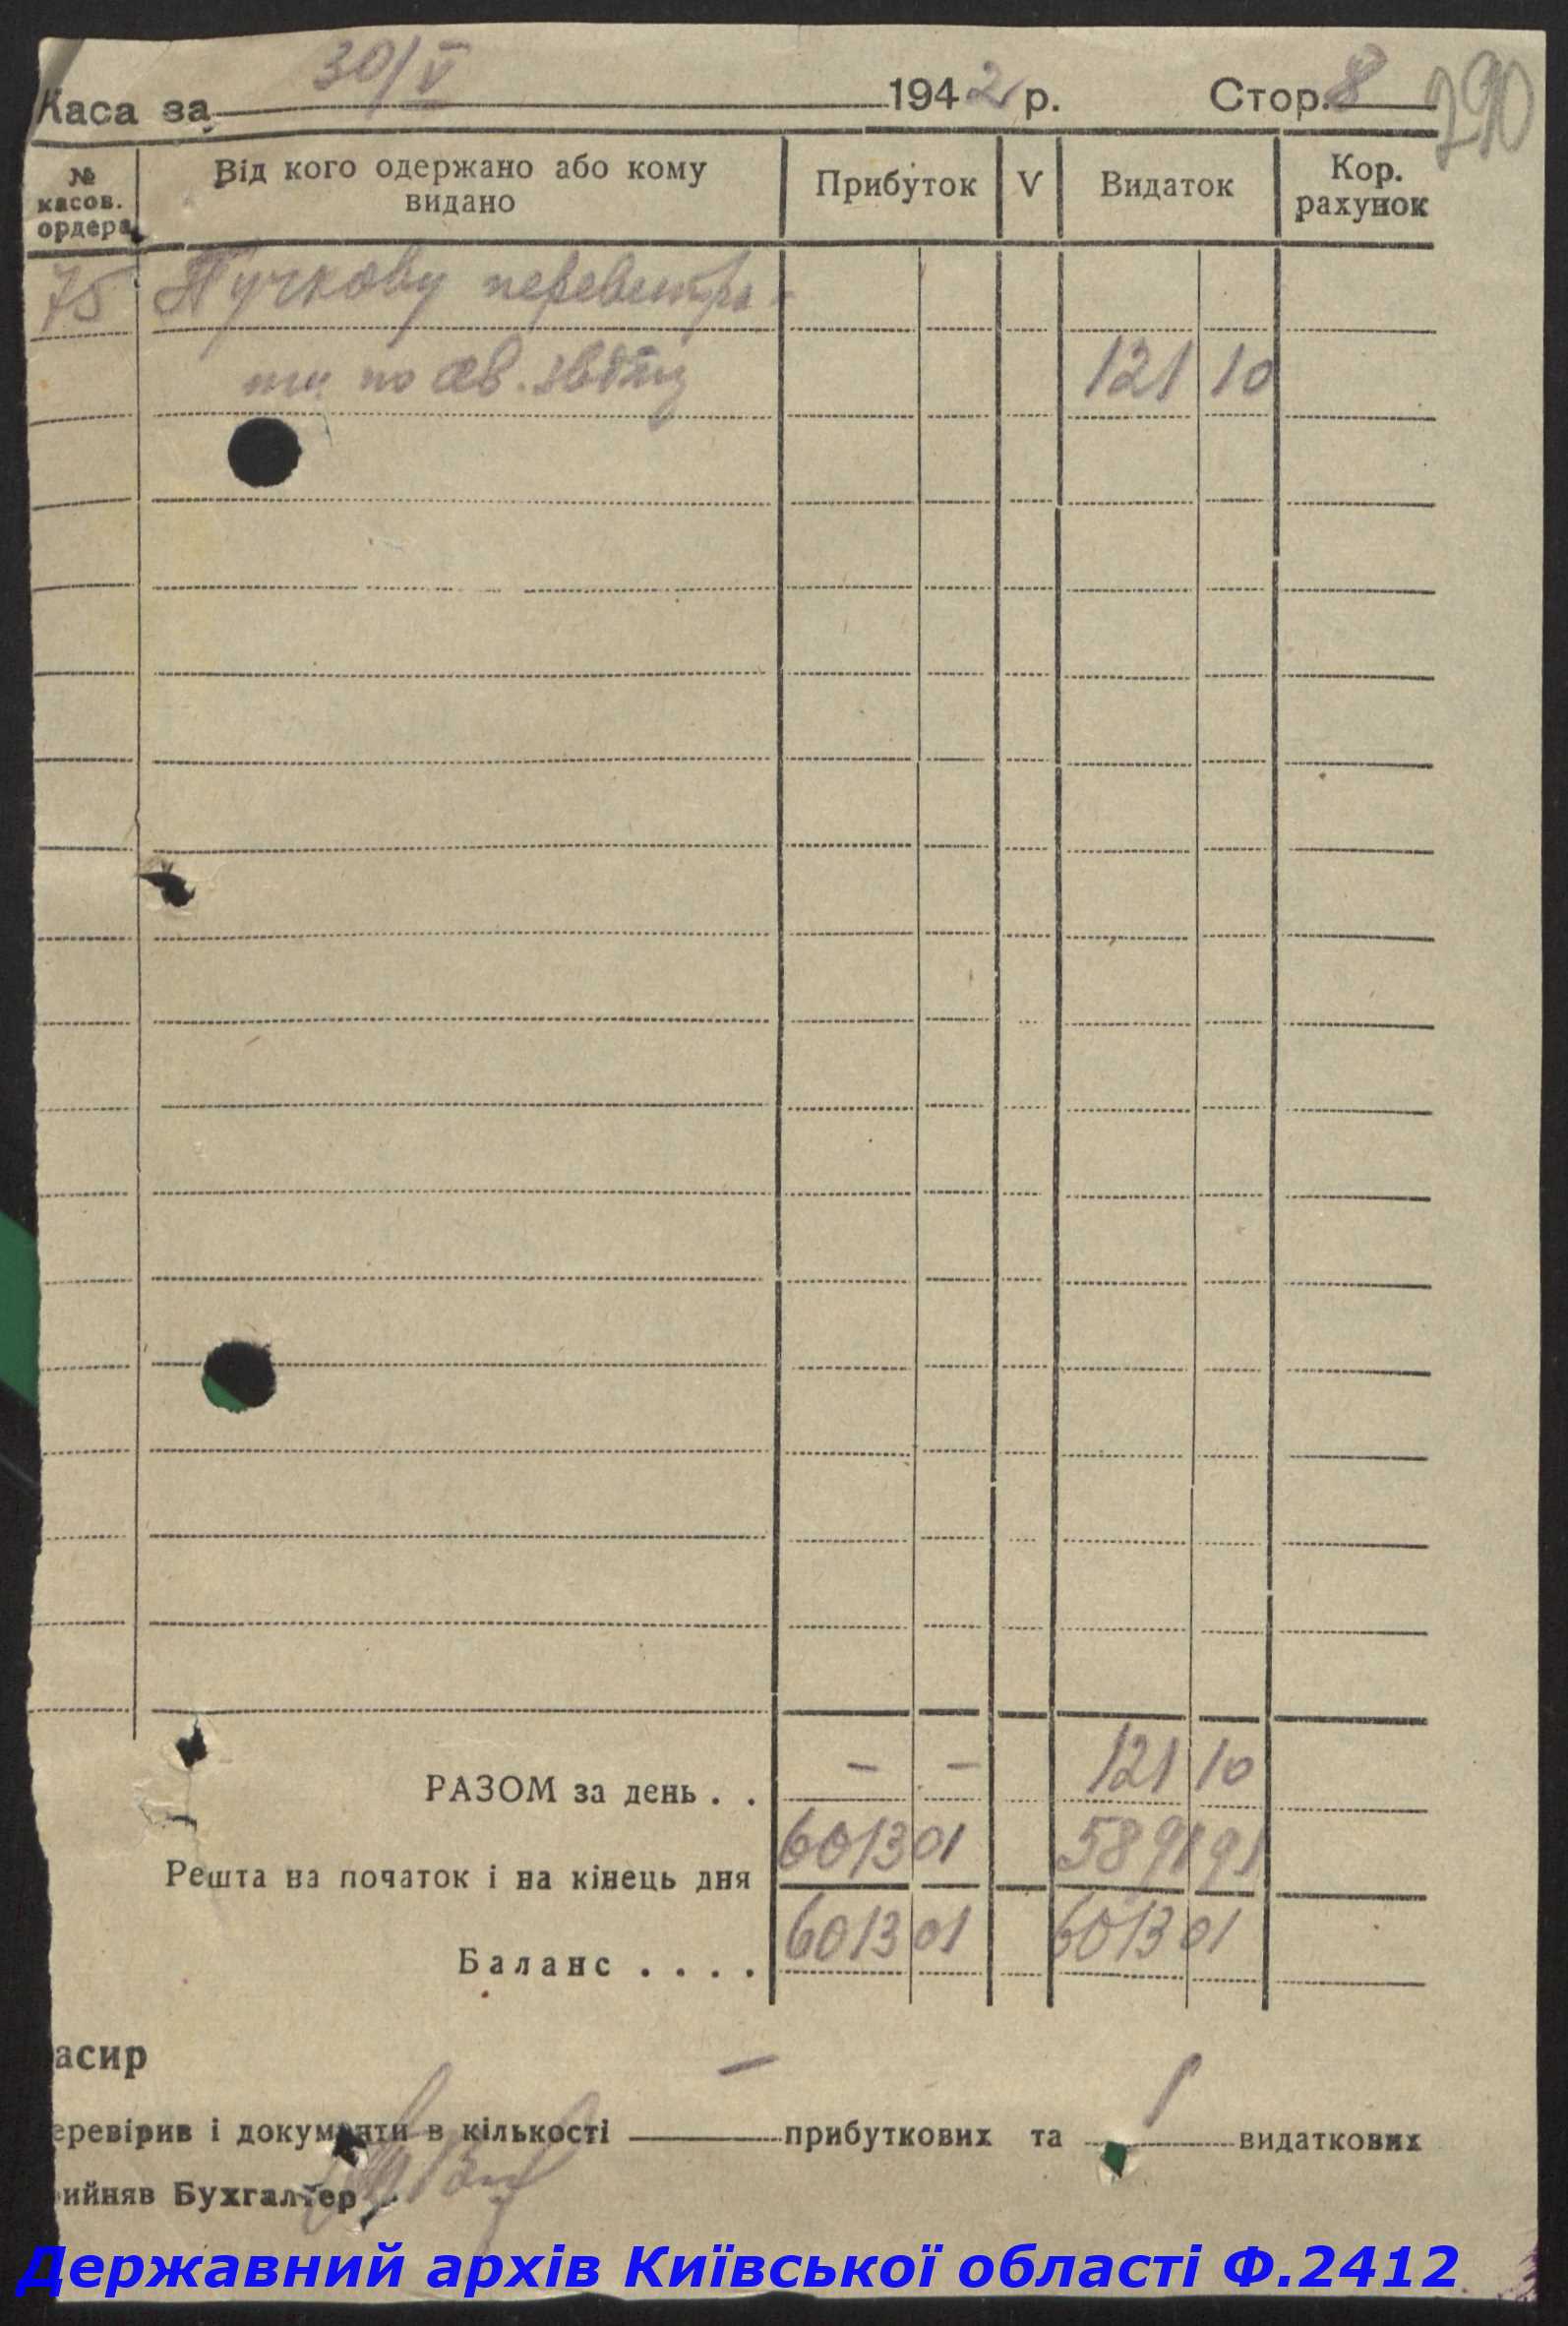 Каса за 30/V 1942 р. Стор. 8 290
№ касов. ордера
Від кого одержано або кому видано
Прибуток V Видаток Кор. рахунок
75 Пучкову перевитра-
ти по ав. звіту 121 10
РАЗОМ за день . . — — 121 10
Решта на початок і на кінець дня 6013 01 5891 91
Баланс . . . . 6013 01 6013 01
асир
еревірив і документи в кількості — прибуткових та 1 видаткових
ийняв Бухгалтер
Державний архів Київської області Ф.2412